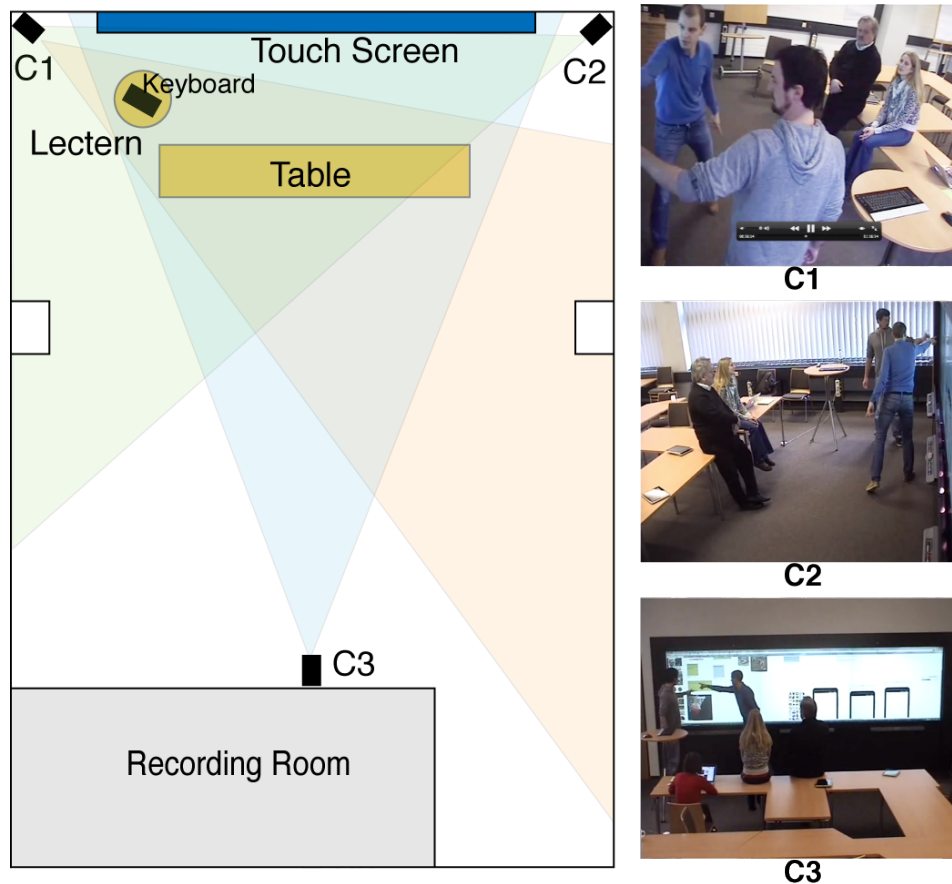 Touch Screen
C1
C2
Keyboard
Lectern
Table
C3
Recording Room
C1
C2
C3